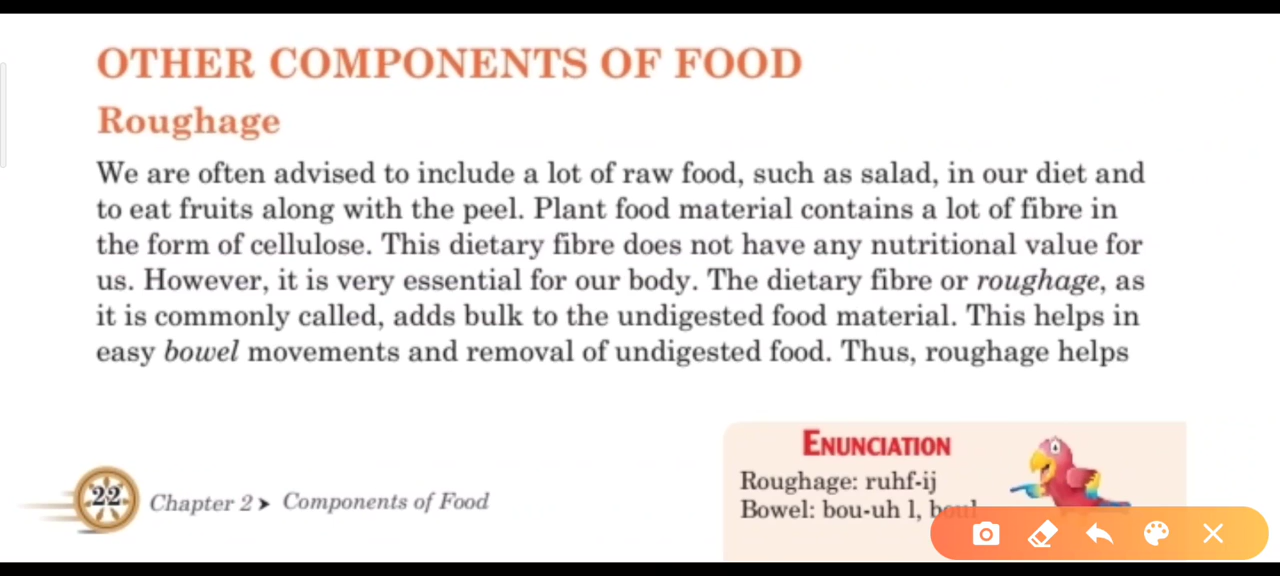 OTHER COMPONENTS OF FOOD
Roughage
We are often advised to include a lot of raw food, such as salad, in our diet and
to eat fruits along with the peel. Plant food material contains a lot of fibre in
the form of cellulose. This dietary fibre does not have any nutritional value for
us. However, it is very essential for our body. The dietary fibre or roughage, as
it is commonly called, adds bulk to the undigested food material. This helps in
easy bowel movements and removal of undigested food. Thus, roughage helps
22
Chapter 2 > Components of Food
ENUNCIATION
Roughage: ruhf-ij
Bowel: bou-uh l,